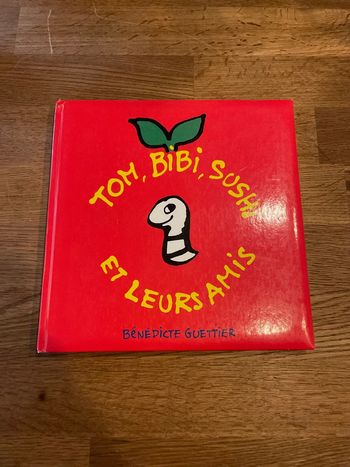 TOM, BIBI, SUSHI
ET LEURS AMIS
BÉNÉDICTE GUETTIER